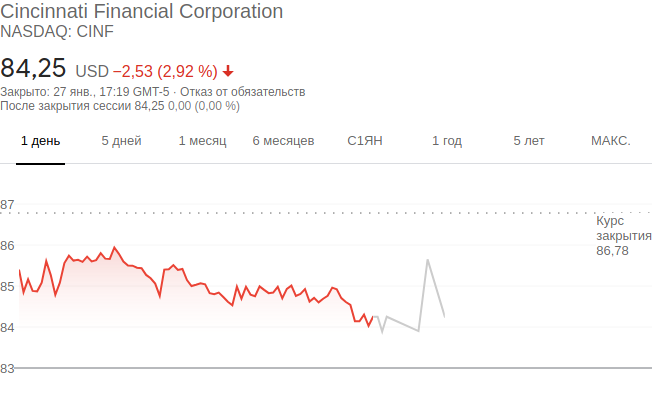 Cincinnati Financial Corporation
NASDAQ: CINF
84,25 USD −2,53 (2,92 %)
Закрыто: 27 янв., 17:19 GMT-5 · Отказ от обязательств
После закрытия сессии 84,25 0,00 (0,00 %)
1 день 5 дней 1 месяц 6 месяцев С1ЯН 1 год 5 лет МАКС.
87
Курс
закрытия
86,78
86
85
84
83